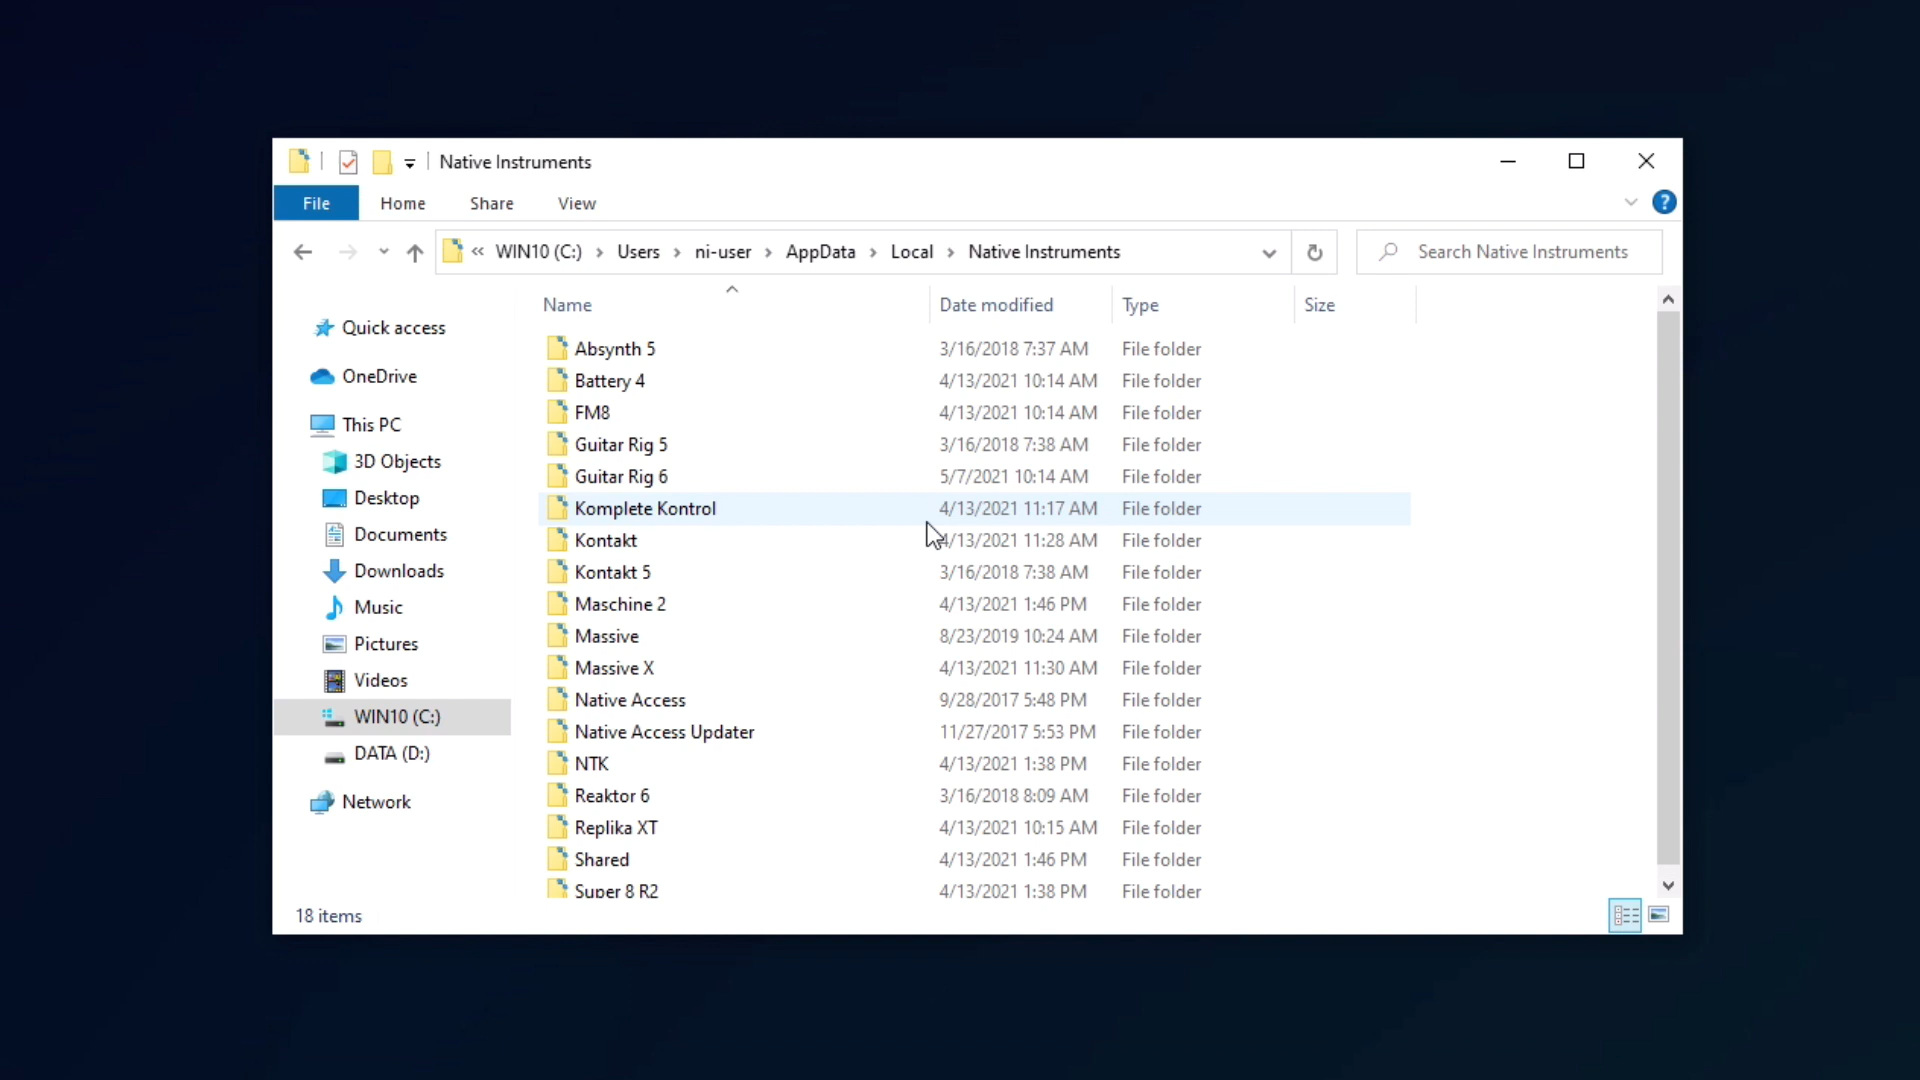 Native Instruments
File Home Share View
« WIN10 (C:) › Users › ni-user › AppData › Local › Native Instruments
Search Native Instruments
Name Date modified Type Size
Quick access
OneDrive
This PC
3D Objects
Desktop
Documents
Downloads
Music
Pictures
Videos
WIN10 (C:)
DATA (D:)
Network
Absynth 5 3/16/2018 7:37 AM File folder
Battery 4 4/13/2021 10:14 AM File folder
FM8 4/13/2021 10:14 AM File folder
Guitar Rig 5 3/16/2018 7:38 AM File folder
Guitar Rig 6 5/7/2021 10:14 AM File folder
Komplete Kontrol 4/13/2021 11:17 AM File folder
Kontakt 4/13/2021 11:28 AM File folder
Kontakt 5 3/16/2018 7:38 AM File folder
Maschine 2 4/13/2021 1:46 PM File folder
Massive 8/23/2019 10:24 AM File folder
Massive X 4/13/2021 11:30 AM File folder
Native Access 9/28/2017 5:48 PM File folder
Native Access Updater 11/27/2017 5:53 PM File folder
NTK 4/13/2021 1:38 PM File folder
Reaktor 6 3/16/2018 8:09 AM File folder
Replika XT 4/13/2021 10:15 AM File folder
Shared 4/13/2021 1:46 PM File folder
Super 8 R2 4/13/2021 1:38 PM File folder
18 items